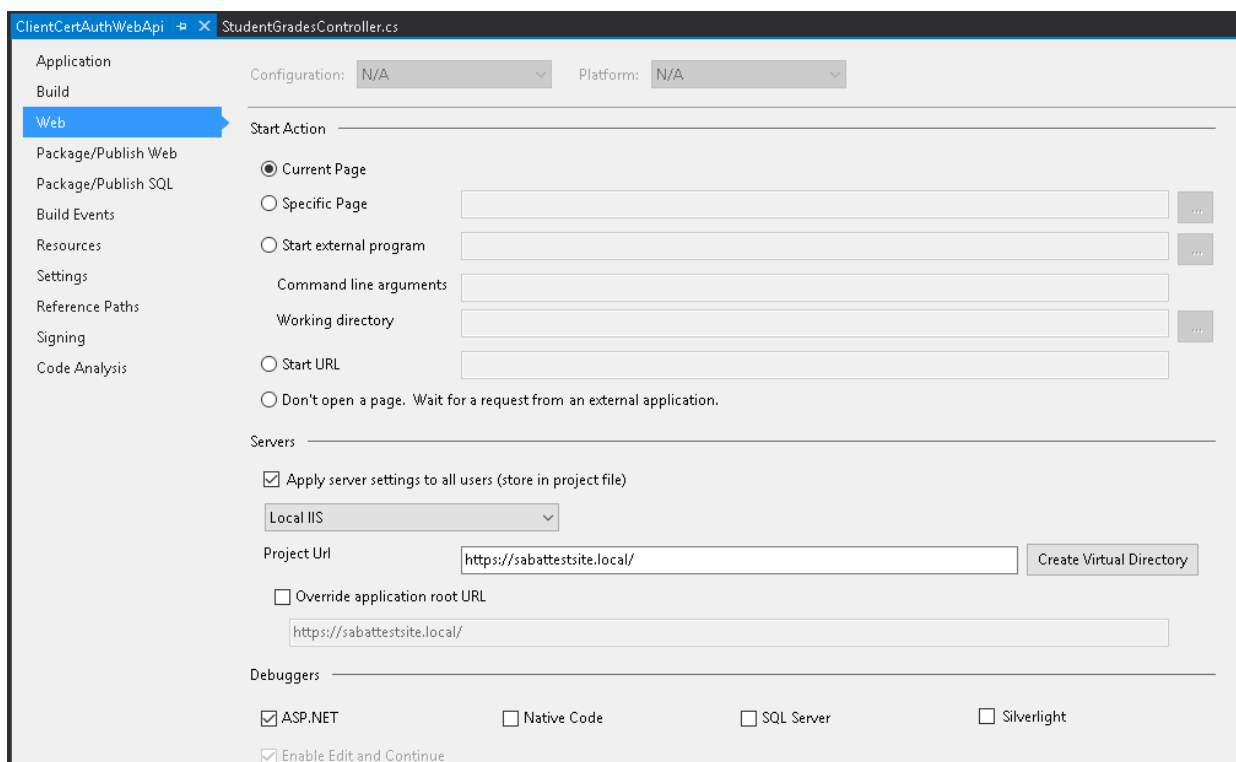 ClientCertAuthWebApi StudentGradesController.cs
Application
Build
Web
Package/Publish Web
Package/Publish SQL
Build Events
Resources
Settings
Reference Paths
Signing
Code Analysis
Configuration: N/A Platform: N/A
Start Action
Current Page
Specific Page ...
Start external program ...
Command line arguments
Working directory ...
Start URL
Don't open a page. Wait for a request from an external application.
Servers
Apply server settings to all users (store in project file)
Local IIS
Project Url https://sabattestsite.local/ Create Virtual Directory
Override application root URL
https://sabattestsite.local/
Debuggers
ASP.NET Native Code SQL Server Silverlight
Enable Edit and Continue